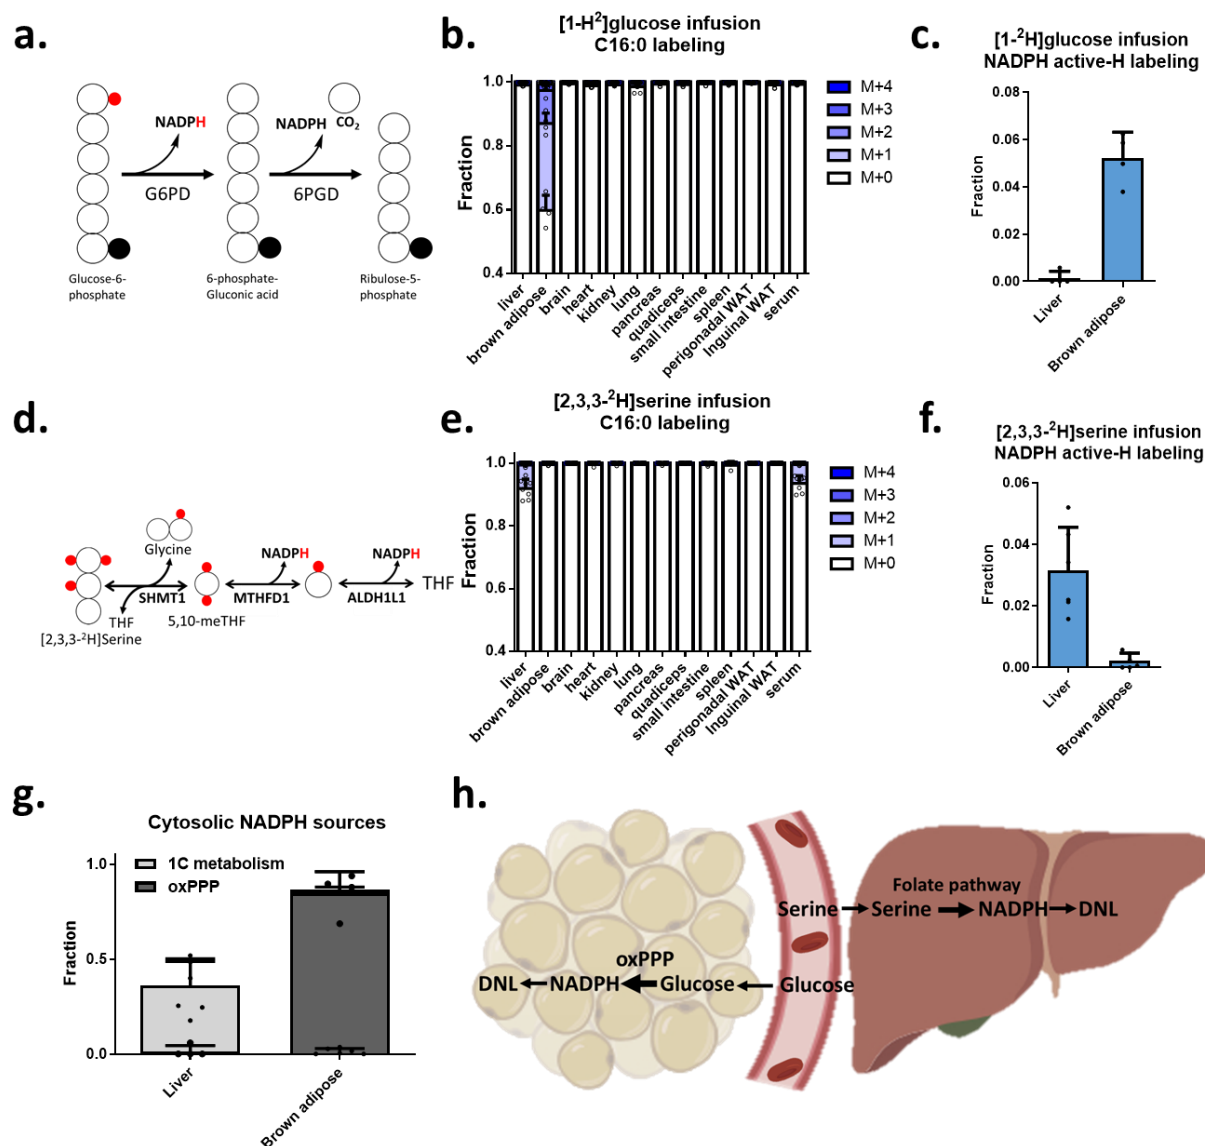 a.
NADPH
NADPH
CO2
G6PD
6PGD
Glucose-6-
phosphate
6-phosphate-
Gluconic acid
Ribulose-5-
phosphate
b.
[1-H²]glucose infusion
C16:0 labeling
Fraction
1.0
0.8
0.6
0.4
M+4
M+3
M+2
M+1
M+0
liver
brown adipose
brain
heart
kidney
lung
pancreas
quadiceps
small intestine
spleen
perigonadal WAT
Inguinal WAT
serum
c.
[1-²H]glucose infusion
NADPH active-H labeling
Fraction
0.08
0.06
0.04
0.02
0.00
Liver
Brown adipose
d.
Glycine
NADPH
NADPH
SHMT1
MTHFD1
ALDH1L1
THF
THF
5,10-meTHF
[2,3,3-²H]Serine
e.
[2,3,3-²H]serine infusion
C16:0 labeling
Fraction
1.0
0.8
0.6
0.4
M+4
M+3
M+2
M+1
M+0
liver
brown adipose
brain
heart
kidney
lung
pancreas
quadiceps
small intestine
spleen
perigonadal WAT
Inguinal WAT
serum
f.
[2,3,3-²H]serine infusion
NADPH active-H labeling
Fraction
0.06
0.04
0.02
0.00
Liver
Brown adipose
g.
Cytosolic NADPH sources
1C metabolism
oxPPP
Fraction
1.0
0.5
0.0
Liver
Brown adipose
h.
Folate pathway
Serine Serine NADPH DNL
oxPPP
DNL NADPH Glucose Glucose